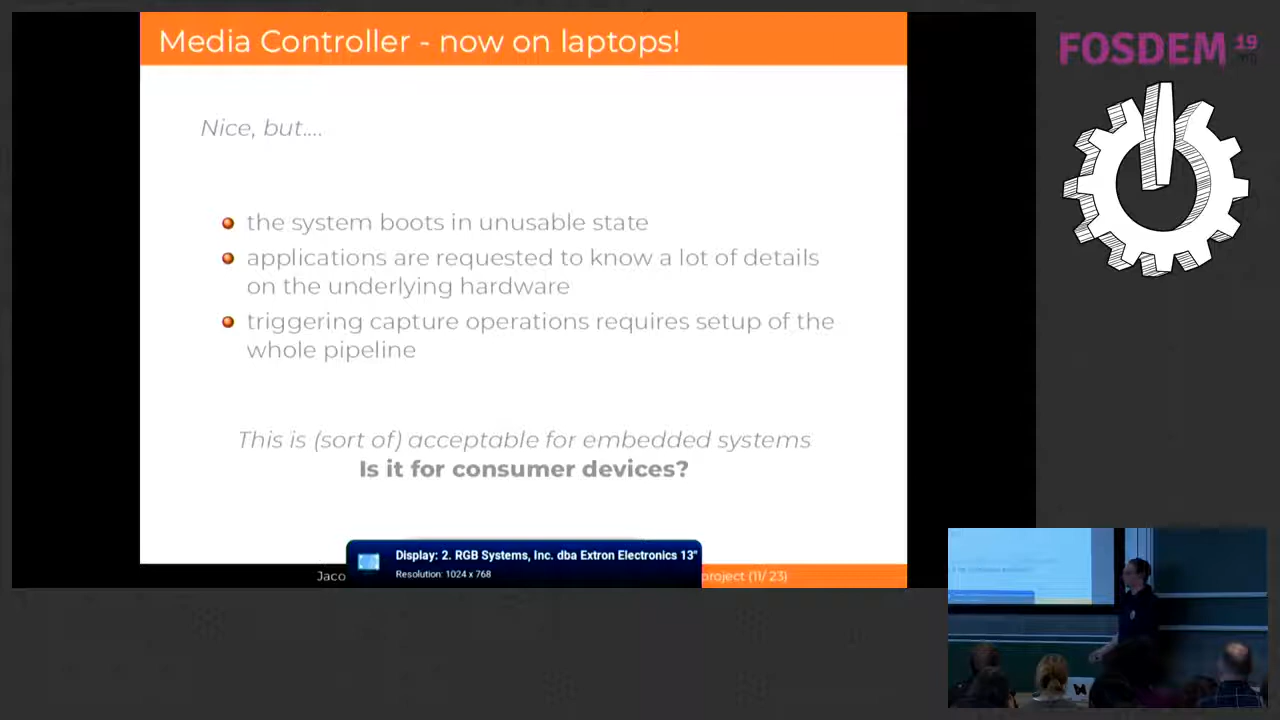 Media Controller - now on laptops!
FOSDEM 19
Nice, but....
the system boots in unusable state
applications are requested to know a lot of details
on the underlying hardware
triggering capture operations requires setup of the
whole pipeline
This is (sort of) acceptable for embedded systems
Is it for consumer devices?
Display: 2. RGB Systems, Inc. dba Extron Electronics 13"
Resolution: 1024 x 768
Jaco
project (11/ 23)